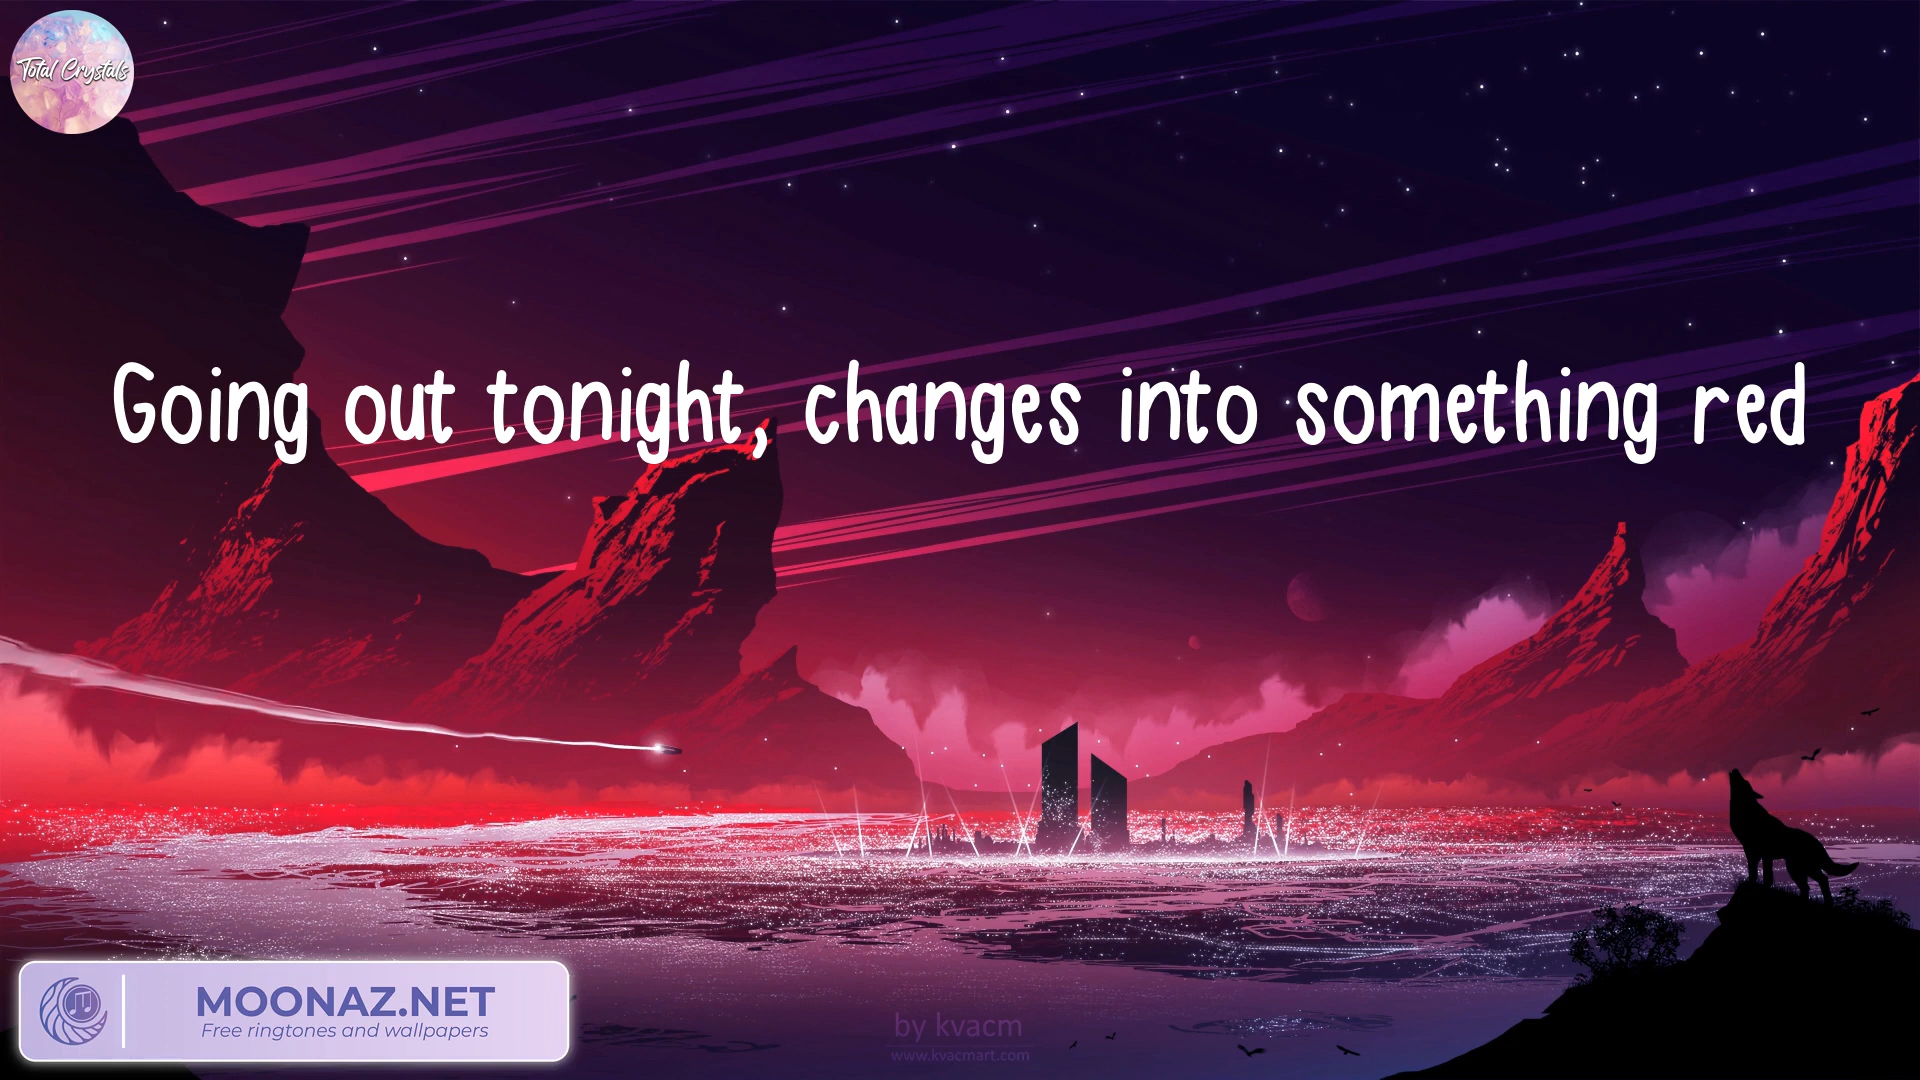 Total Crystals
Going out tonight, changes into something red
MOONAZ.NET
Free ringtones and wallpapers
by kvacm
www.kvacmart.com